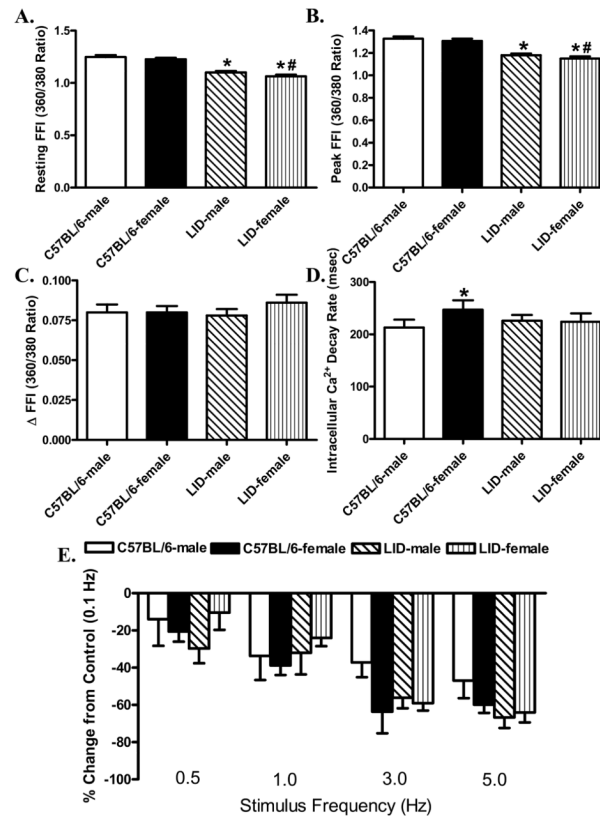 A.
Resting FFI (360/380 Ratio)
1.5
1.0
0.5
0.0
*
*#
C57BL/6-male
C57BL/6-female
LID-male
LID-female
B.
Peak FFI (360/380 Ratio)
1.4
1.2
1.0
0.8
0.6
0.4
0.2
0.0
*
*#
C57BL/6-male
C57BL/6-female
LID-male
LID-female
C.
Δ FFI (360/380 Ratio)
0.100
0.075
0.050
0.025
0.000
C57BL/6-male
C57BL/6-female
LID-male
LID-female
D.
Intracellular Ca2+ Decay Rate (msec)
300
200
100
0
*
C57BL/6-male
C57BL/6-female
LID-male
LID-female
E.
C57BL/6-male C57BL/6-female LID-male LID-female
% Change from Control (0.1 Hz)
0
-20
-40
-60
-80
-100
0.5 1.0 3.0 5.0
Stimulus Frequency (Hz)